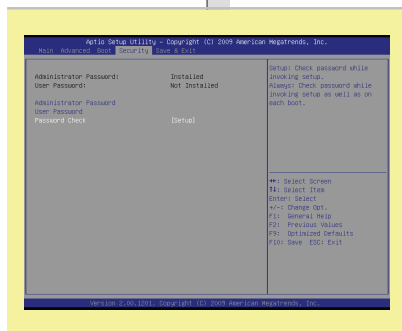 Aptio Setup Utility – Copyright (C) 2009 American Megatrends, Inc.
Main Advanced Boot Security Save & Exit
Administrator Password: Installed
User Password: Not Installed
Administrator Password
User Password
Password Check [Setup]
Setup: Check password while
invoking setup.
Always: Check password while
invoking setup as well as on
each boot.
→←: Select Screen
↑↓: Select Item
Enter: Select
+/-: Change Opt.
F1: General Help
F2: Previous Values
F9: Optimized Defaults
F10: Save ESC: Exit
Version 2.00.1201. Copyright (C) 2009 American Megatrends, Inc.